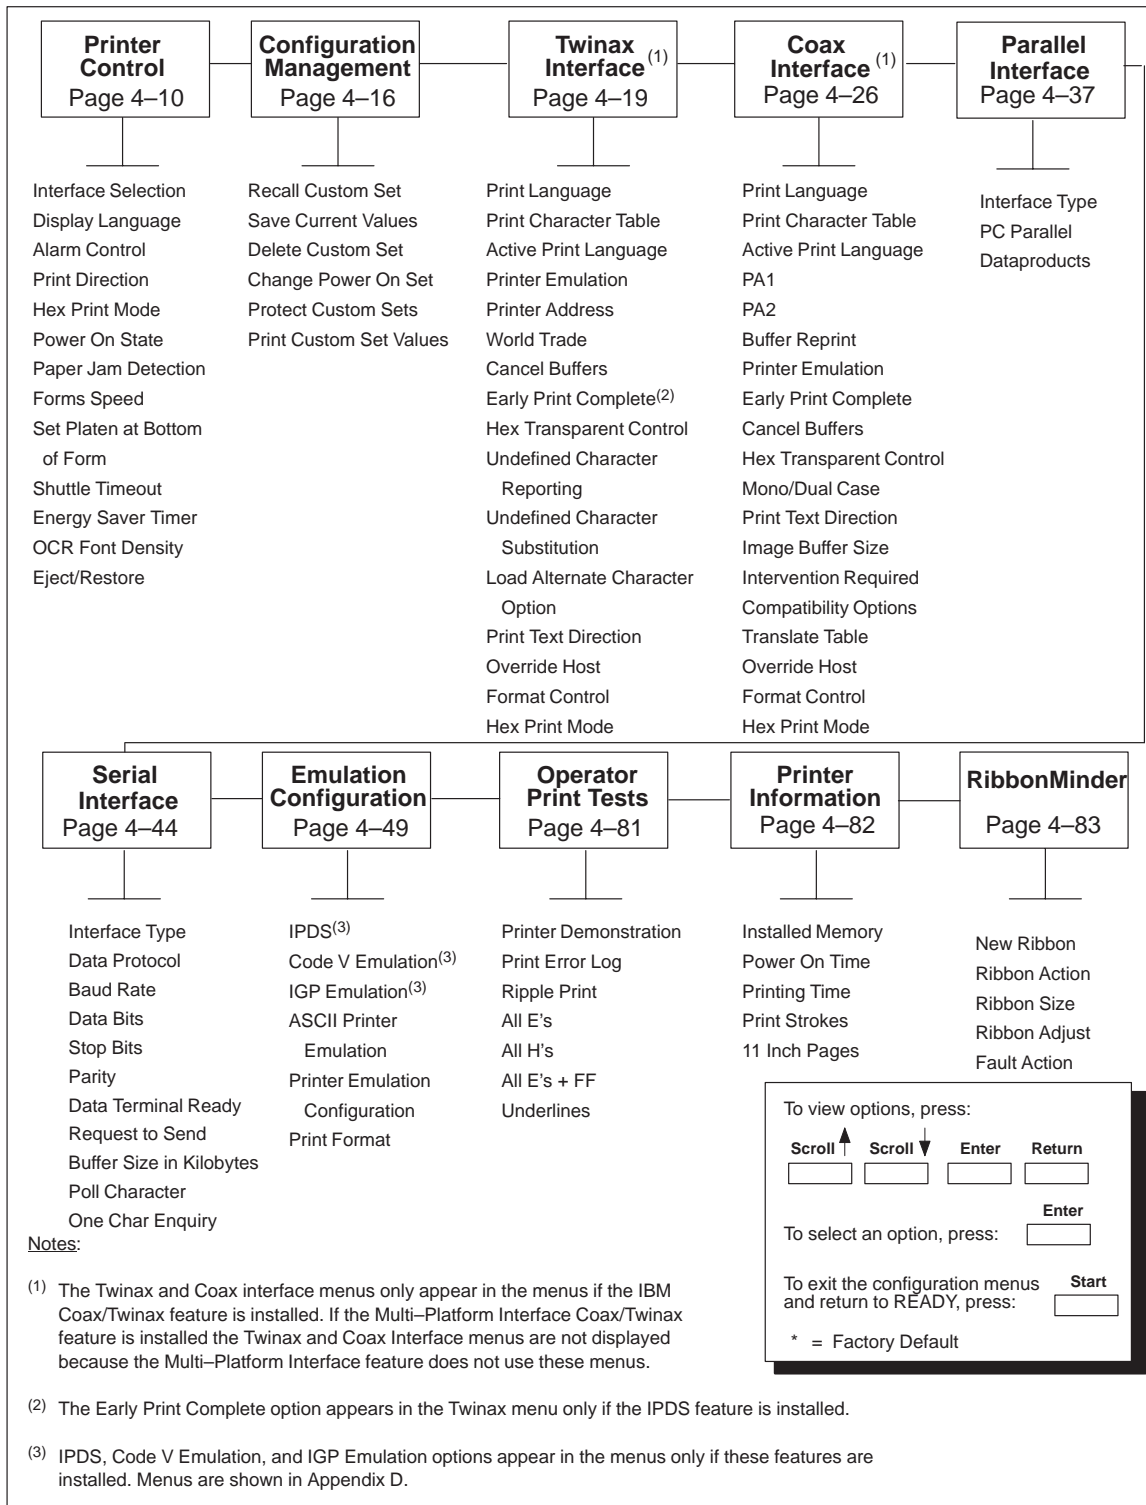 Printer
Control
Page 4–10
Configuration
Management
Page 4–16
Twinax
Interface (1)
Page 4–19
Coax
Interface (1)
Page 4–26
Parallel
Interface
Page 4–37
Interface Selection
Display Language
Alarm Control
Print Direction
Hex Print Mode
Power On State
Paper Jam Detection
Forms Speed
Set Platen at Bottom
of Form
Shuttle Timeout
Energy Saver Timer
OCR Font Density
Eject/Restore
Recall Custom Set
Save Current Values
Delete Custom Set
Change Power On Set
Protect Custom Sets
Print Custom Set Values
Print Language
Print Character Table
Active Print Language
Printer Emulation
Printer Address
World Trade
Cancel Buffers
Early Print Complete(2)
Hex Transparent Control
Undefined Character
Reporting
Undefined Character
Substitution
Load Alternate Character
Option
Print Text Direction
Override Host
Format Control
Hex Print Mode
Print Language
Print Character Table
Active Print Language
PA1
PA2
Buffer Reprint
Printer Emulation
Early Print Complete
Cancel Buffers
Hex Transparent Control
Mono/Dual Case
Print Text Direction
Image Buffer Size
Intervention Required
Compatibility Options
Translate Table
Override Host
Format Control
Hex Print Mode
Interface Type
PC Parallel
Dataproducts
Serial
Interface
Page 4–44
Emulation
Configuration
Page 4–49
Operator
Print Tests
Page 4–81
Printer
Information
Page 4–82
RibbonMinder
Page 4–83
Interface Type
Data Protocol
Baud Rate
Data Bits
Stop Bits
Parity
Data Terminal Ready
Request to Send
Buffer Size in Kilobytes
Poll Character
One Char Enquiry
IPDS(3)
Code V Emulation(3)
IGP Emulation(3)
ASCII Printer
Emulation
Printer Emulation
Configuration
Print Format
Printer Demonstration
Print Error Log
Ripple Print
All E's
All H's
All E's + FF
Underlines
Installed Memory
Power On Time
Printing Time
Print Strokes
11 Inch Pages
New Ribbon
Ribbon Action
Ribbon Size
Ribbon Adjust
Fault Action
To view options, press:
Scroll Scroll Enter Return
Enter
To select an option, press:
To exit the configuration menus Start
and return to READY, press:
* = Factory Default
Notes:
(1) The Twinax and Coax interface menus only appear in the menus if the IBM
Coax/Twinax feature is installed. If the Multi–Platform Interface Coax/Twinax
feature is installed the Twinax and Coax Interface menus are not displayed
because the Multi–Platform Interface feature does not use these menus.
(2) The Early Print Complete option appears in the Twinax menu only if the IPDS feature is installed.
(3) IPDS, Code V Emulation, and IGP Emulation options appear in the menus only if these features are
installed. Menus are shown in Appendix D.